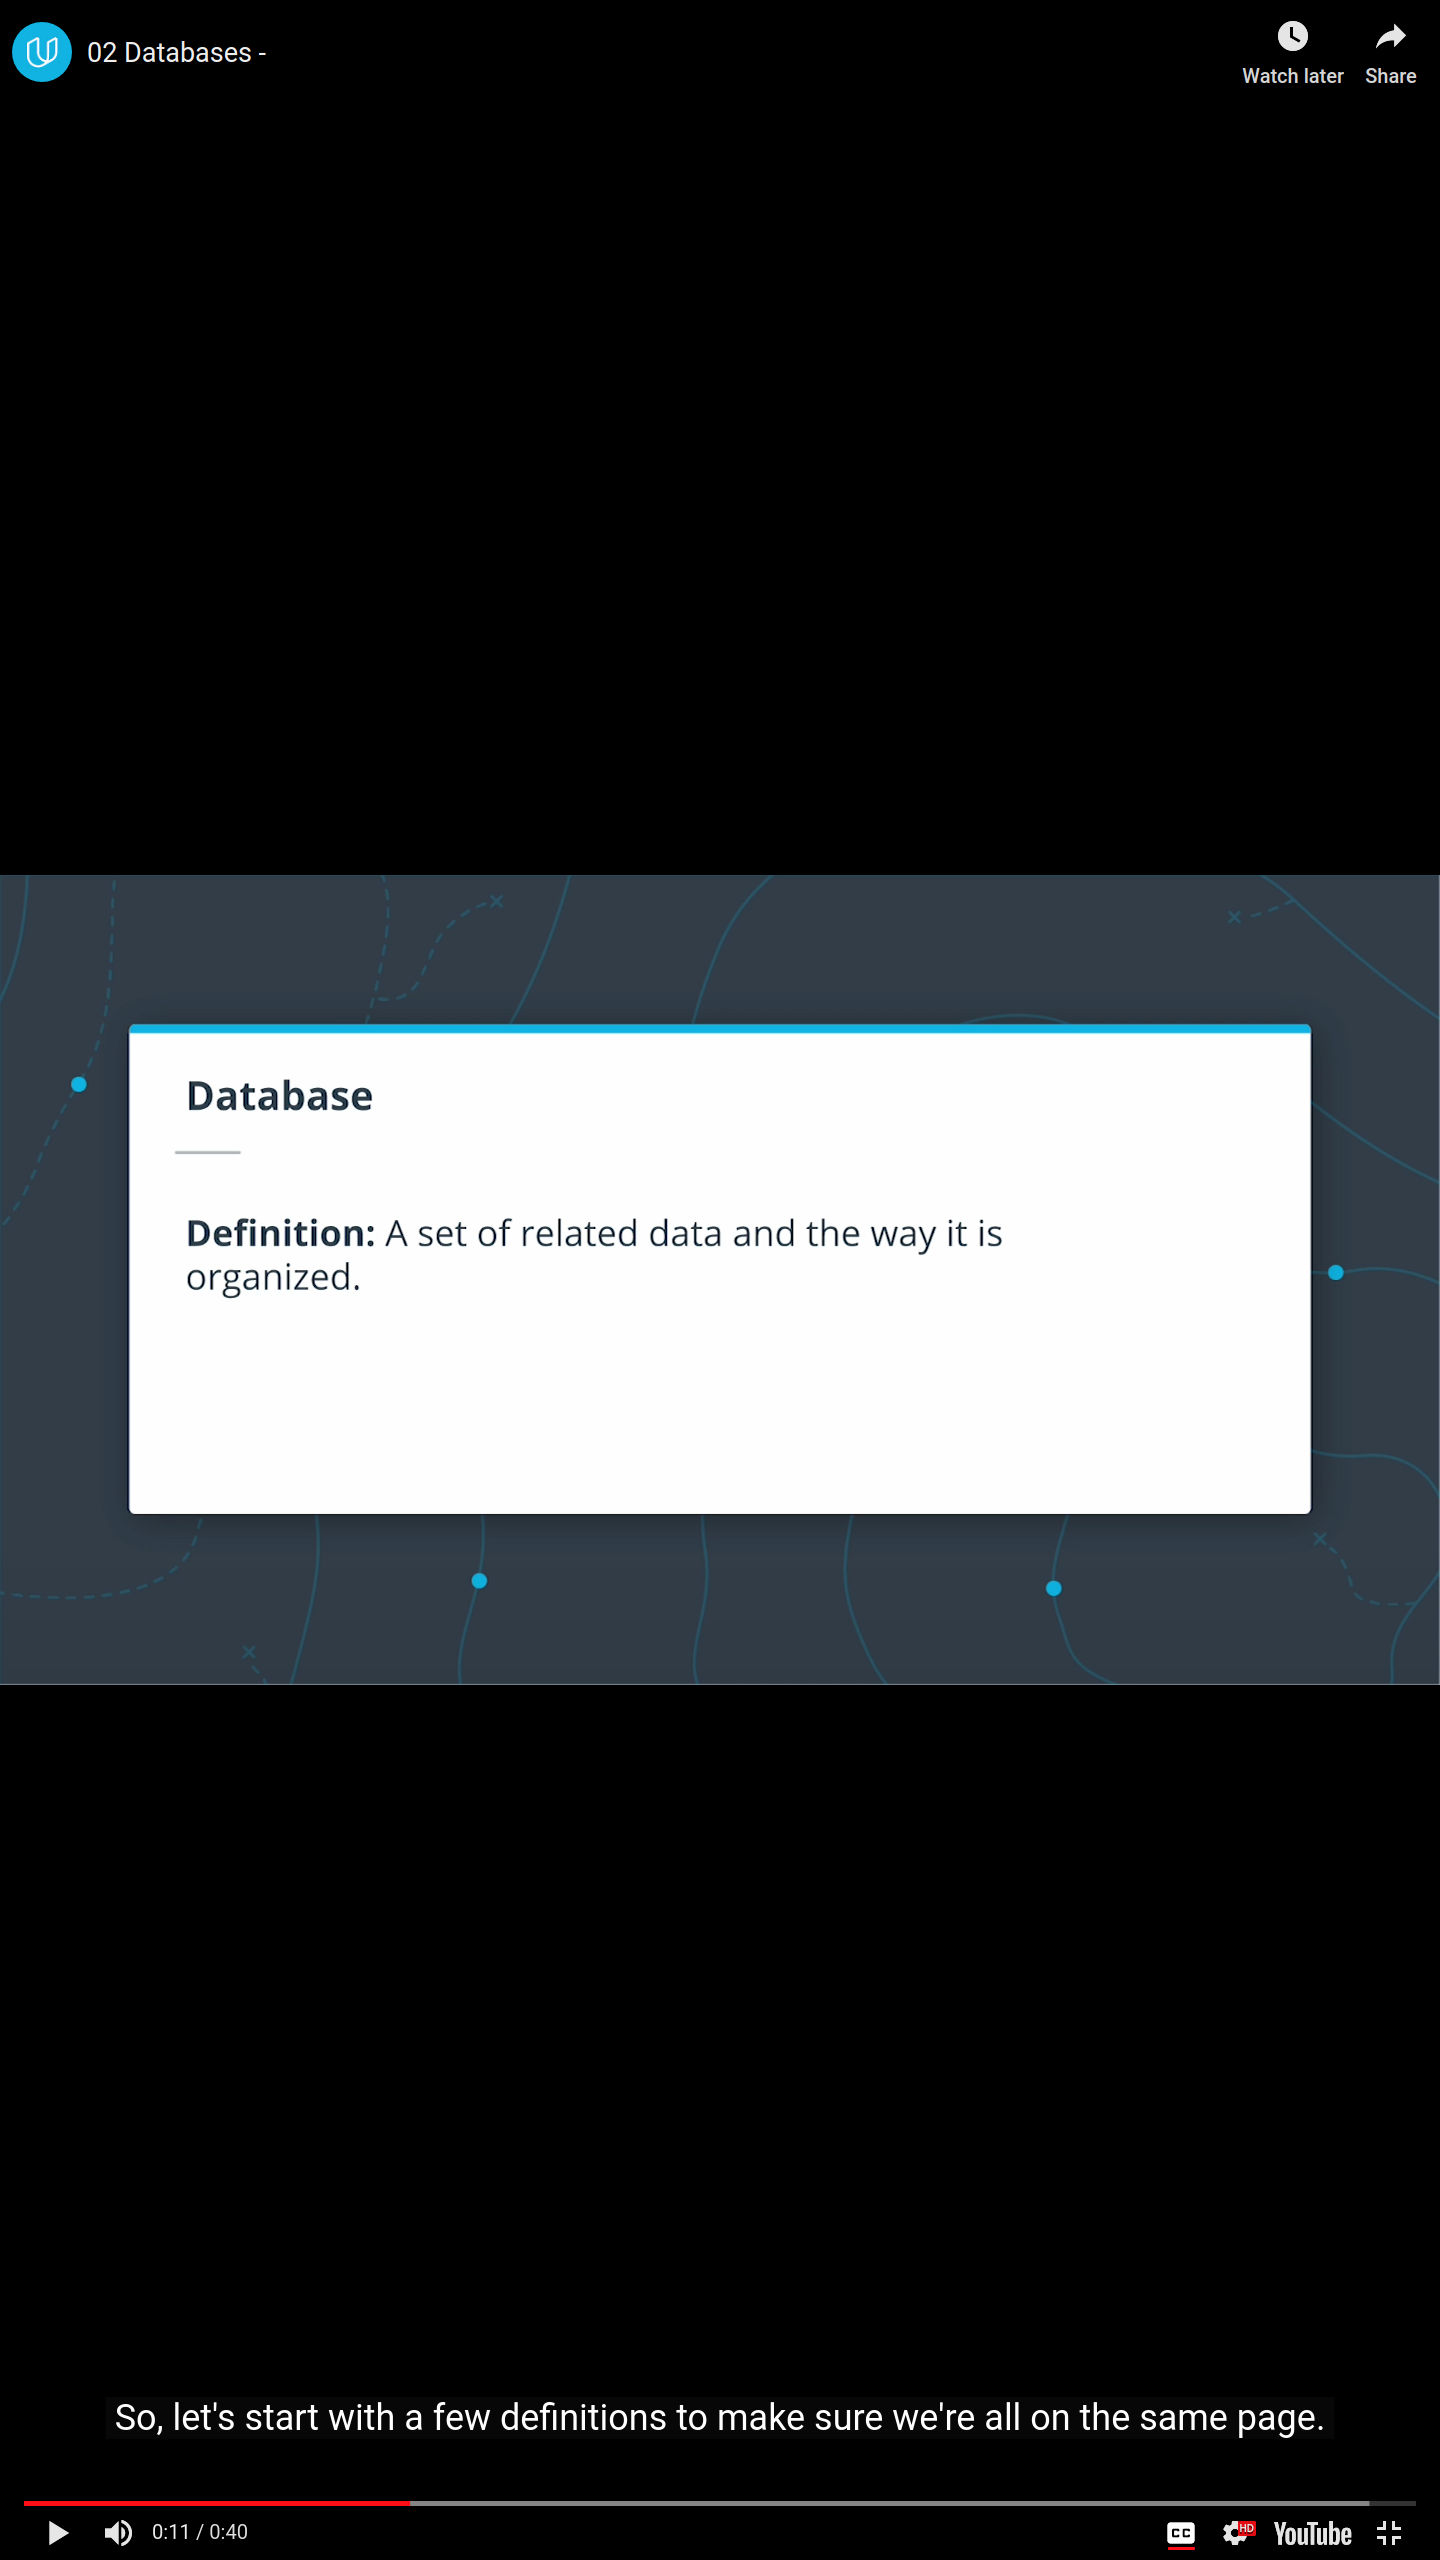 02 Databases -
Watch later
Share
Database
Definition: A set of related data and the way it is
organized.
So, let's start with a few definitions to make sure we're all on the same page.
0:11 / 0:40
CC
HD
YouTube